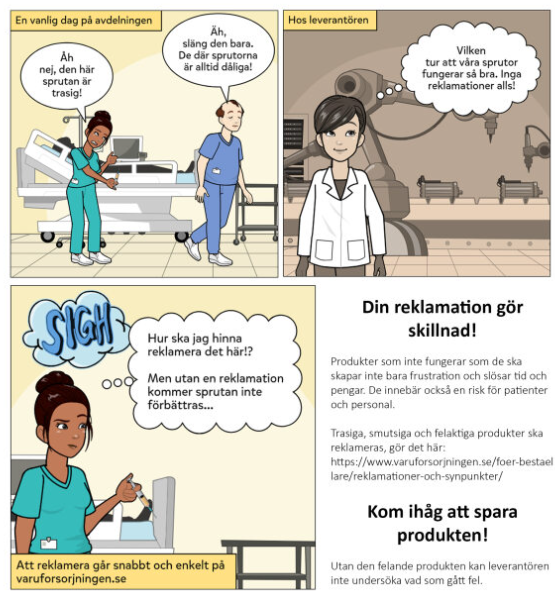 En vanlig dag på avdelningen
Åh
nej, den här
sprutan är
trasig!
Äh,
släng den bara.
De där sprutorna
är alltid dåliga!
Hos leverantören
Vilken
tur att våra sprutor
fungerar så bra. Inga
reklamationer alls!
SIGH
Hur ska jag hinna
reklamera det här!?
Men utan en reklamation
kommer sprutan inte
förbättras...
Att reklamera går snabbt och enkelt på
varuforsorjningen.se
Din reklamation gör
skillnad!
Produkter som inte fungerar som de ska
skapar inte bara frustration och slösar tid och
pengar. De innebär också en risk för patienter
och personal.
Trasiga, smutsiga och felaktiga produkter ska
reklameras, gör det här:
https://www.varuforsorjningen.se/foer-bestael
lare/reklamationer-och-synpunkter/
Kom ihåg att spara
produkten!
Utan den felande produkten kan leverantören
inte undersöka vad som gått fel.